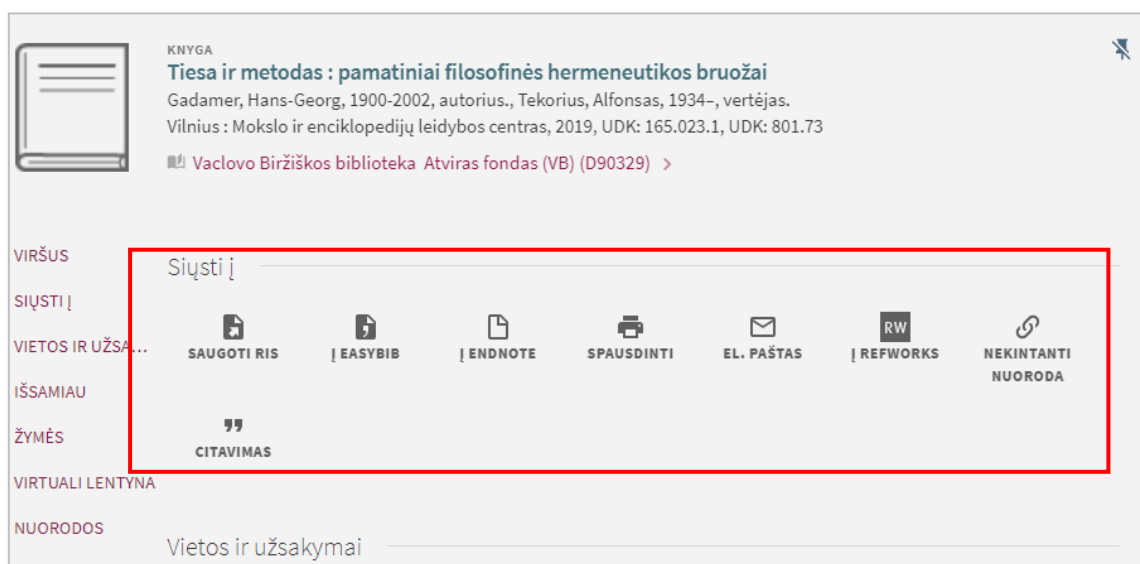 KNYGA
Tiesa ir metodas : pamatiniai filosofinės hermeneutikos bruožai
Gadamer, Hans-Georg, 1900-2002, autorius., Tekorius, Alfonsas, 1934–, vertėjas.
Vilnius : Mokslo ir enciklopedijų leidybos centras, 2019, UDK: 165.023.1, UDK: 801.73
Vaclovo Biržiškos biblioteka Atviras fondas (VB) (D90329) >
VIRŠUS
SIŲSTI Į
VIETOS IR UŽSA...
IŠSAMIAU
ŽYMĖS
VIRTUALI LENTYNA
NUORODOS
Siųsti į
SAUGOTI RIS
Į EASYBIB
Į ENDNOTE
SPAUSDINTI
EL. PAŠTAS
RW
Į REFWORKS
NEKINTANTI
NUORODA
CITAVIMAS
Vietos ir užsakymai